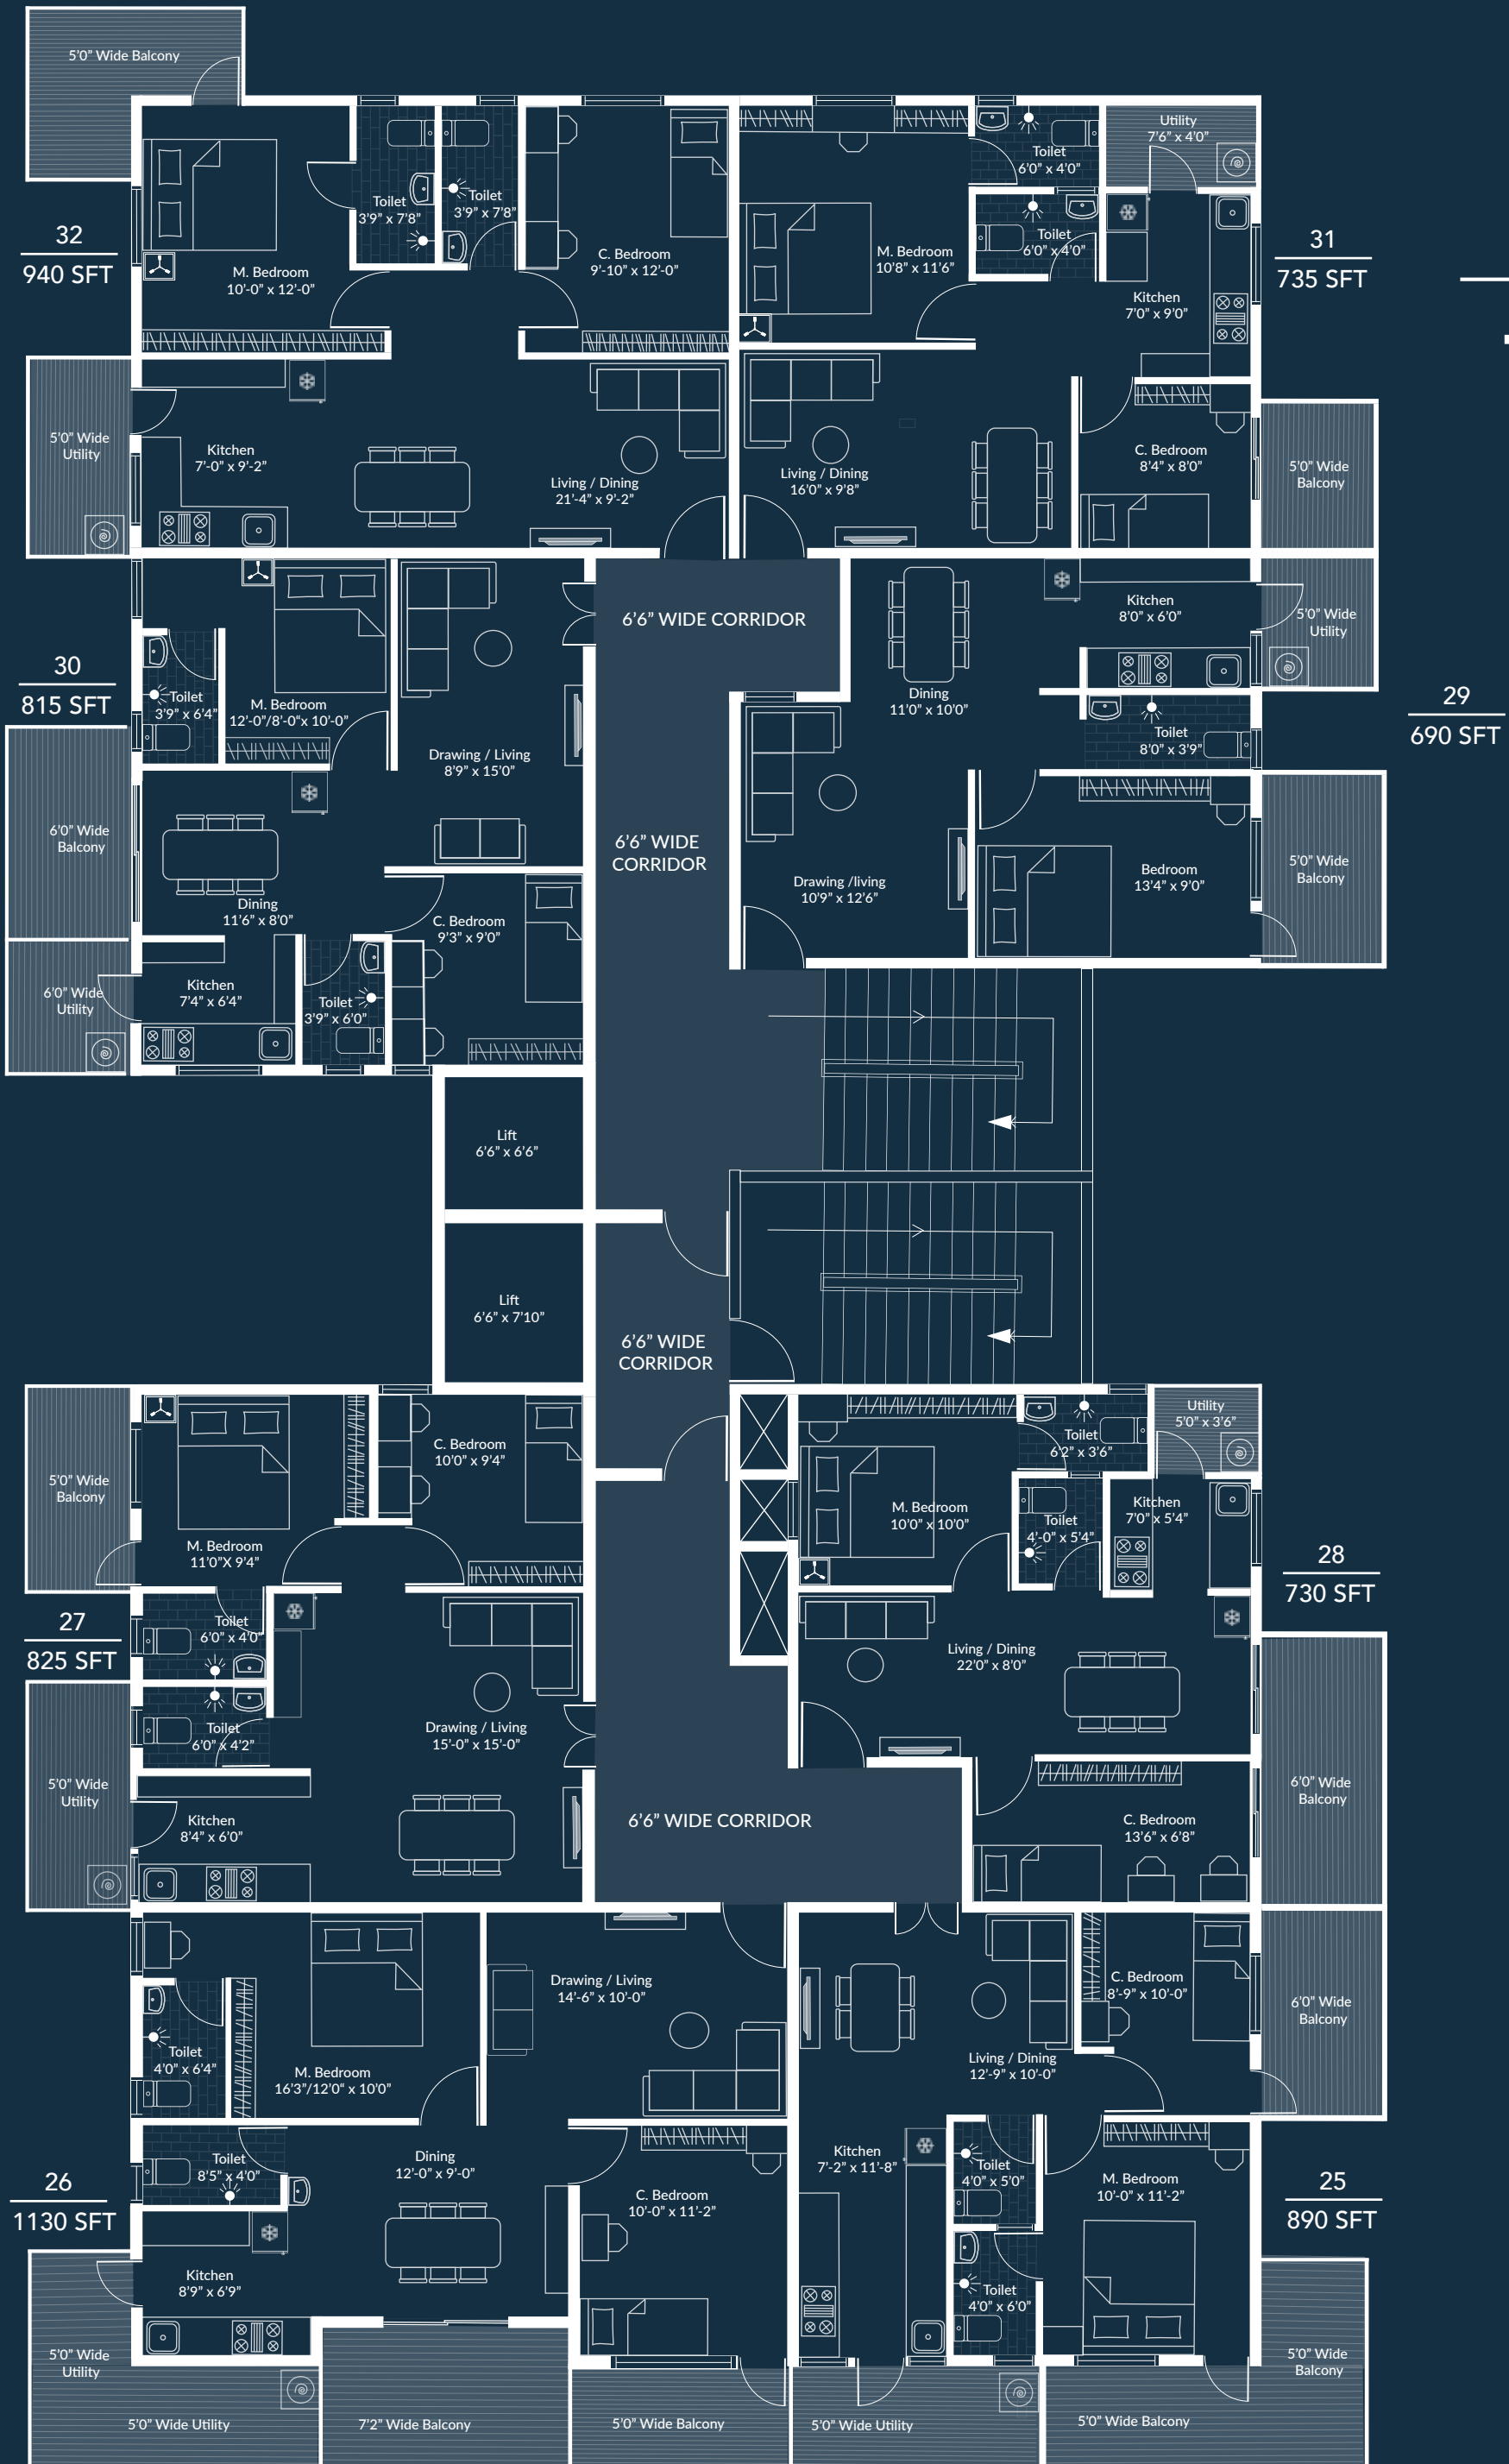 5'0" Wide Balcony
32
940 SFT
M. Bedroom
10'-0" x 12'-0"
Toilet
3'9" x 7'8"
Toilet
3'9" x 7'8"
C. Bedroom
9'-10" x 12'-0"
5'0" Wide
Utility
Kitchen
7'-0" x 9'-2"
Living / Dining
21'-4" x 9'-2"
M. Bedroom
10'8" x 11'6"
Toilet
6'0" x 4'0"
Toilet
6'0" x 4'0"
Utility
7'6" x 4'0"
Kitchen
7'0" x 9'0"
31
735 SFT
Living / Dining
16'0" x 9'8"
C. Bedroom
8'4" x 8'0"
5'0" Wide
Balcony
6'6" WIDE CORRIDOR
30
815 SFT
Toilet
3'9" x 6'4"
M. Bedroom
12'-0"/8'-0"x 10'-0"
Drawing / Living
8'9" x 15'0"
6'0" Wide
Balcony
Dining
11'6" x 8'0"
C. Bedroom
9'3" x 9'0"
6'0" Wide
Utility
Kitchen
7'4" x 6'4"
Toilet
3'9" x 6'0"
6'6" WIDE
CORRIDOR
Kitchen
8'0" x 6'0"
5'0" Wide
Utility
Dining
11'0" x 10'0"
Toilet
8'0" x 3'9"
29
690 SFT
Drawing /living
10'9" x 12'6"
Bedroom
13'4" x 9'0"
5'0" Wide
Balcony
Lift
6'6" x 6'6"
Lift
6'6" x 7'10"
6'6" WIDE
CORRIDOR
5'0" Wide
Balcony
M. Bedroom
11'0"X 9'4"
C. Bedroom
10'0" x 9'4"
27
825 SFT
Toilet
6'0" x 4'0"
Toilet
6'0" x 4'2"
Drawing / Living
15'-0" x 15'-0"
5'0" Wide
Utility
Kitchen
8'4" x 6'0"
M. Bedroom
10'0" x 10'0"
Toilet
6'2" x 3'6"
Utility
5'0" x 3'6"
Toilet
4'-0" x 5'4"
Kitchen
7'0" x 5'4"
28
730 SFT
Living / Dining
22'0" x 8'0"
6'0" Wide
Balcony
C. Bedroom
13'6" x 6'8"
6'6" WIDE CORRIDOR
Toilet
4'0" x 6'4"
M. Bedroom
16'3"/12'0" x 10'0"
Drawing / Living
14'-6" x 10'-0"
Living / Dining
12'-9" x 10'-0"
C. Bedroom
8'-9" x 10'-0"
6'0" Wide
Balcony
26
1130 SFT
Toilet
8'5" x 4'0"
Dining
12'-0" x 9'-0"
C. Bedroom
10'-0" x 11'-2"
Kitchen
8'9" x 6'9"
Kitchen
7'-2" x 11'-8"
Toilet
4'0" x 5'0"
Toilet
4'0" x 6'0"
M. Bedroom
10'-0" x 11'-2"
25
890 SFT
5'0" Wide
Utility
5'0" Wide
Balcony
5'0" Wide Utility
7'2" Wide Balcony
5'0" Wide Balcony
5'0" Wide Utility
5'0" Wide Balcony